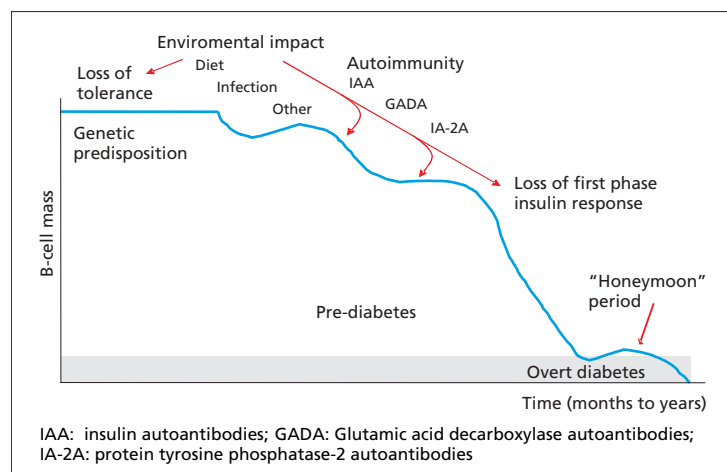 Enviromental impact
Diet
Autoimmunity
Loss of
tolerance
Infection
IAA
Other
GADA
IA-2A
Genetic
predisposition
Loss of first phase
insulin response
B-cell mass
"Honeymoon"
period
Pre-diabetes
Overt diabetes
Time (months to years)
IAA: insulin autoantibodies; GADA: Glutamic acid decarboxylase autoantibodies;
IA-2A: protein tyrosine phosphatase-2 autoantibodies